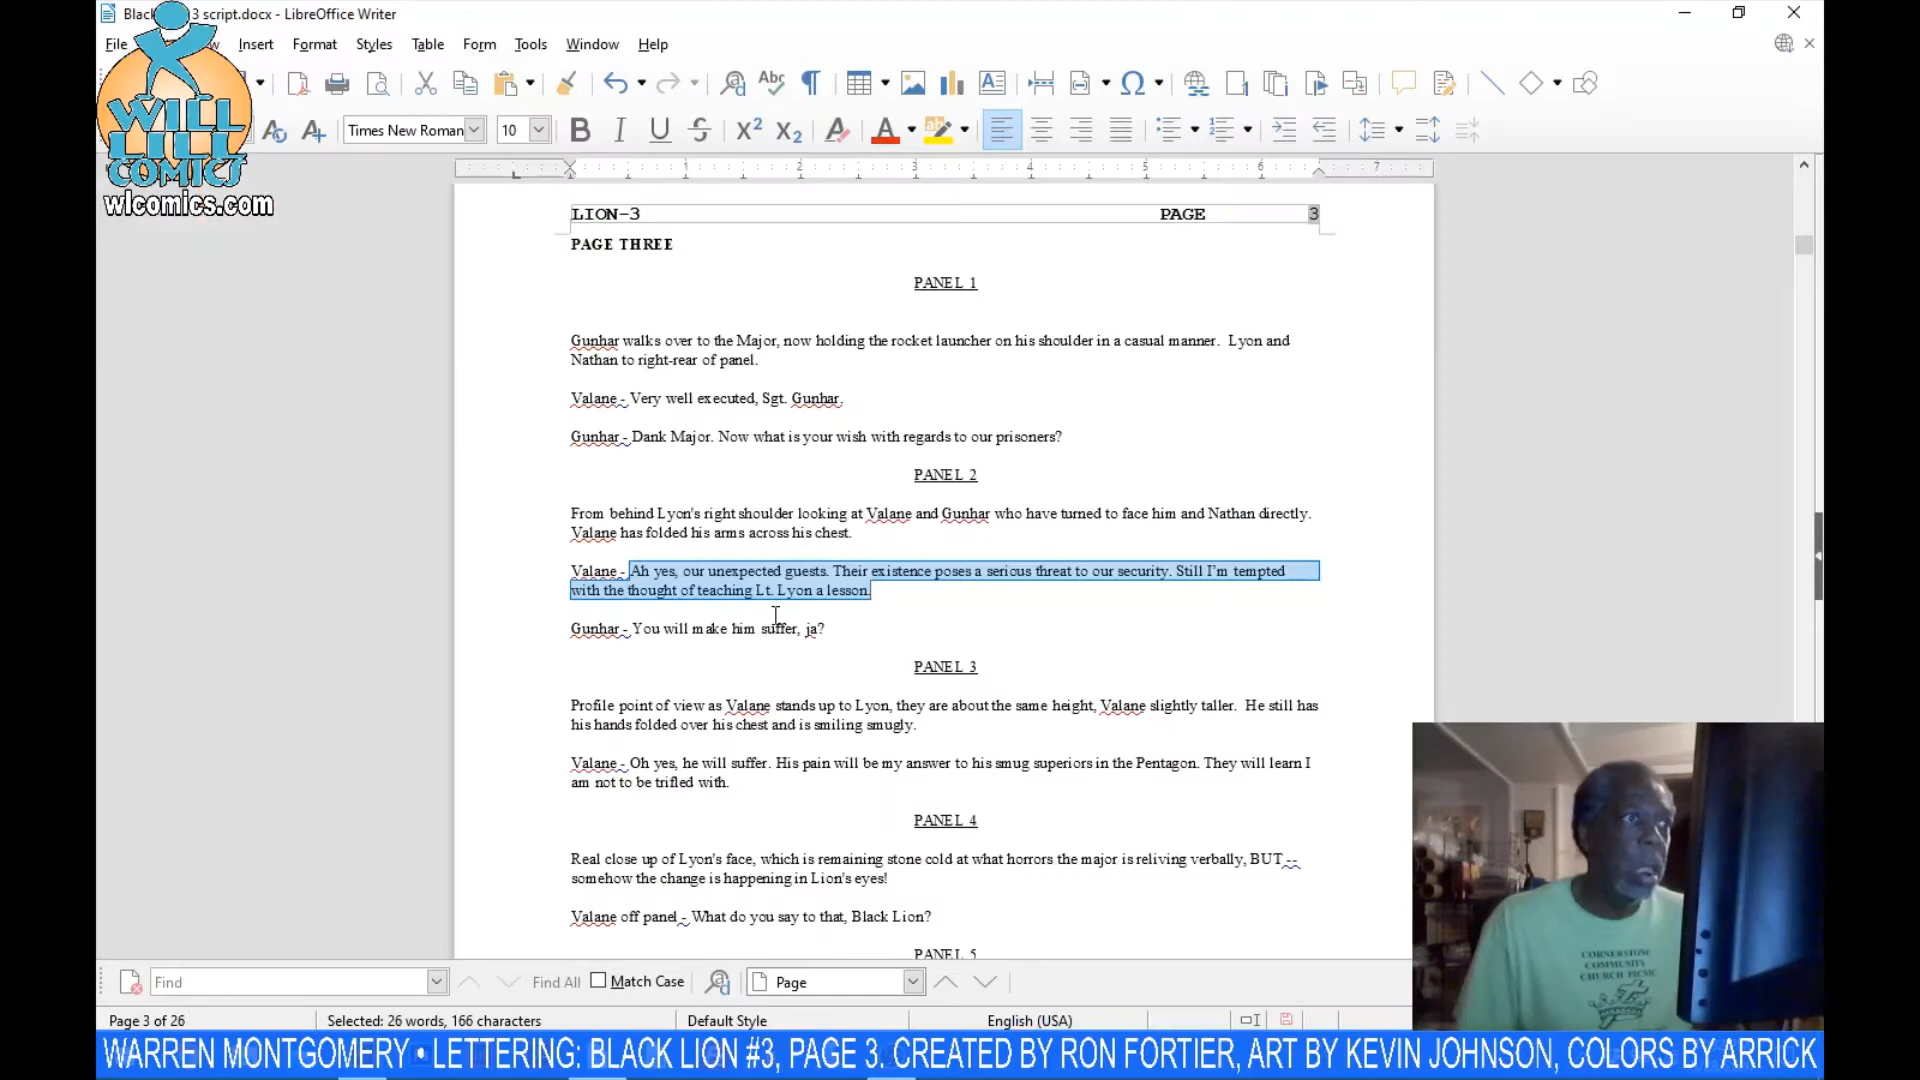 Black 3 script.docx - LibreOffice Writer
File Insert Format Styles Table Form Tools Window Help
WILL
LILL
COMICS
wlcomics.com
Times New Roman 10
1 2 3 4 5 6 7
LION-3 PAGE 3
PAGE THREE
PANEL 1
Gunhar walks over to the Major, now holding the rocket launcher on his shoulder in a casual manner. Lyon and
Nathan to right-rear of panel.
Valane - Very well executed, Sgt. Gunhar.
Gunhar - Dank Major. Now what is your wish with regards to our prisoners?
PANEL 2
From behind Lyon's right shoulder looking at Valane and Gunhar who have turned to face him and Nathan directly.
Valane has folded his arms across his chest.
Valane - Ah yes, our unexpected guests. Their existence poses a serious threat to our security. Still I'm tempted
with the thought of teaching Lt. Lyon a lesson.
Gunhar - You will make him suffer, ja?
PANEL 3
Profile point of view as Valane stands up to Lyon, they are about the same height, Valane slightly taller. He still has
his hands folded over his chest and is smiling smugly.
Valane - Oh yes, he will suffer. His pain will be my answer to his smug superiors in the Pentagon. They will learn I
am not to be trifled with.
PANEL 4
Real close up of Lyon's face, which is remaining stone cold at what horrors the major is reliving verbally, BUT --
somehow the change is happening in Lion's eyes!
Valane off panel - What do you say to that, Black Lion?
PANEL 5
CORNERSTONE
COMMUNITY
CHURCH PICNIC
Find Find All Match Case Page
Page 3 of 26 Selected: 26 words, 166 characters Default Style English (USA)
WARREN MONTGOMERY • LETTERING: BLACK LION #3, PAGE 3. CREATED BY RON FORTIER, ART BY KEVIN JOHNSON, COLORS BY ARRICK